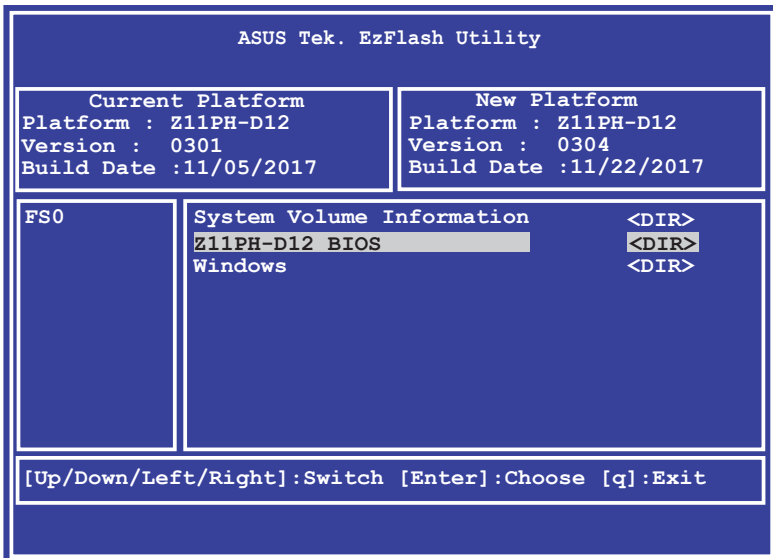 ASUS Tek. EzFlash Utility
Current Platform
Platform : Z11PH-D12
Version : 0301
Build Date :11/05/2017
New Platform
Platform : Z11PH-D12
Version : 0304
Build Date :11/22/2017
FS0
System Volume Information <DIR>
Z11PH-D12 BIOS <DIR>
Windows <DIR>
[Up/Down/Left/Right]:Switch [Enter]:Choose [q]:Exit